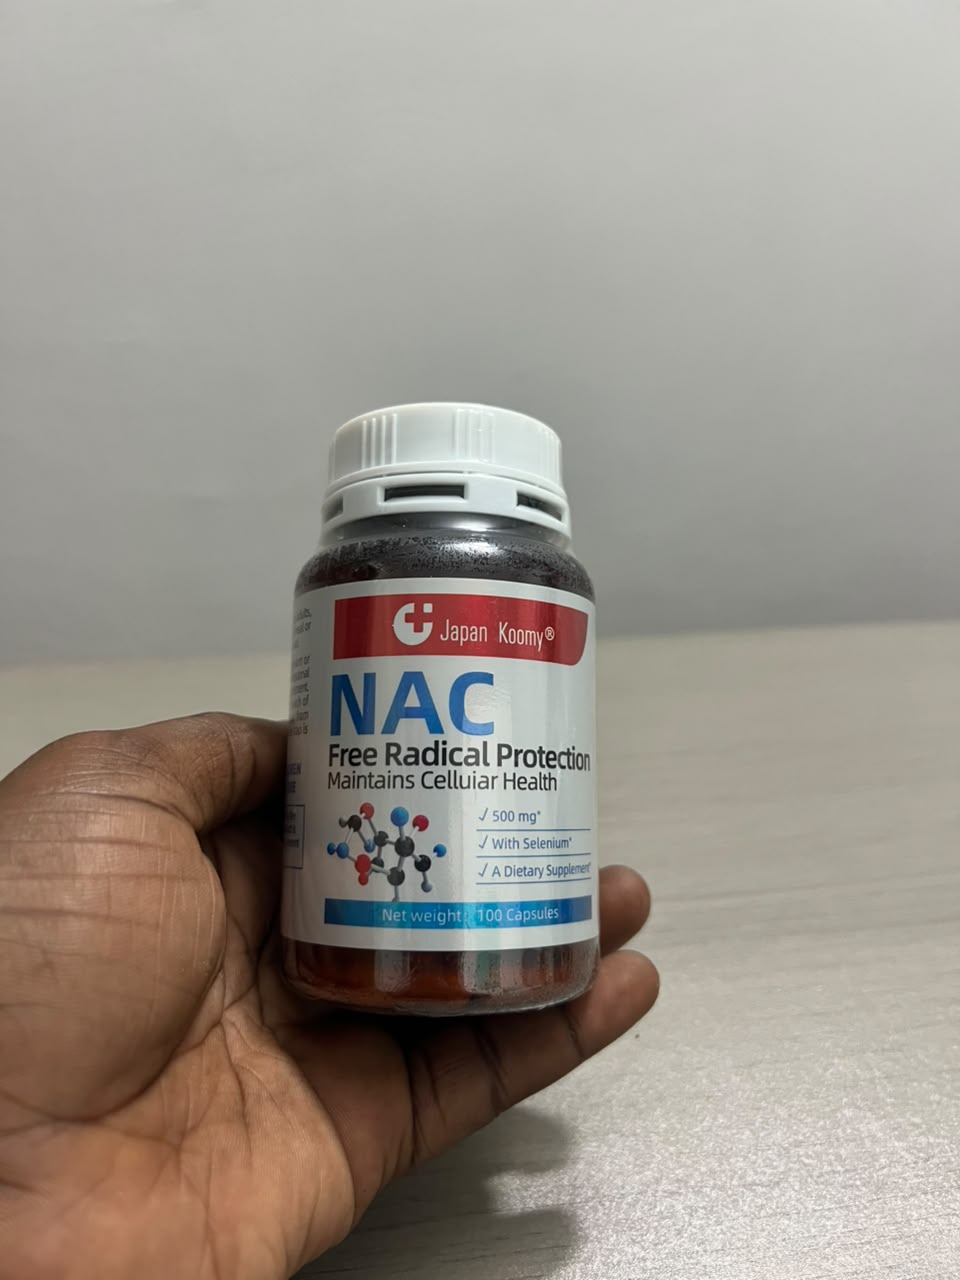 Japan Koomy®
NAC
Free Radical Protection
Maintains Celluiar Health
✓ 500 mg*
✓ With Selenium*
✓ A Dietary Supplement*
Net weight: 100 Capsules